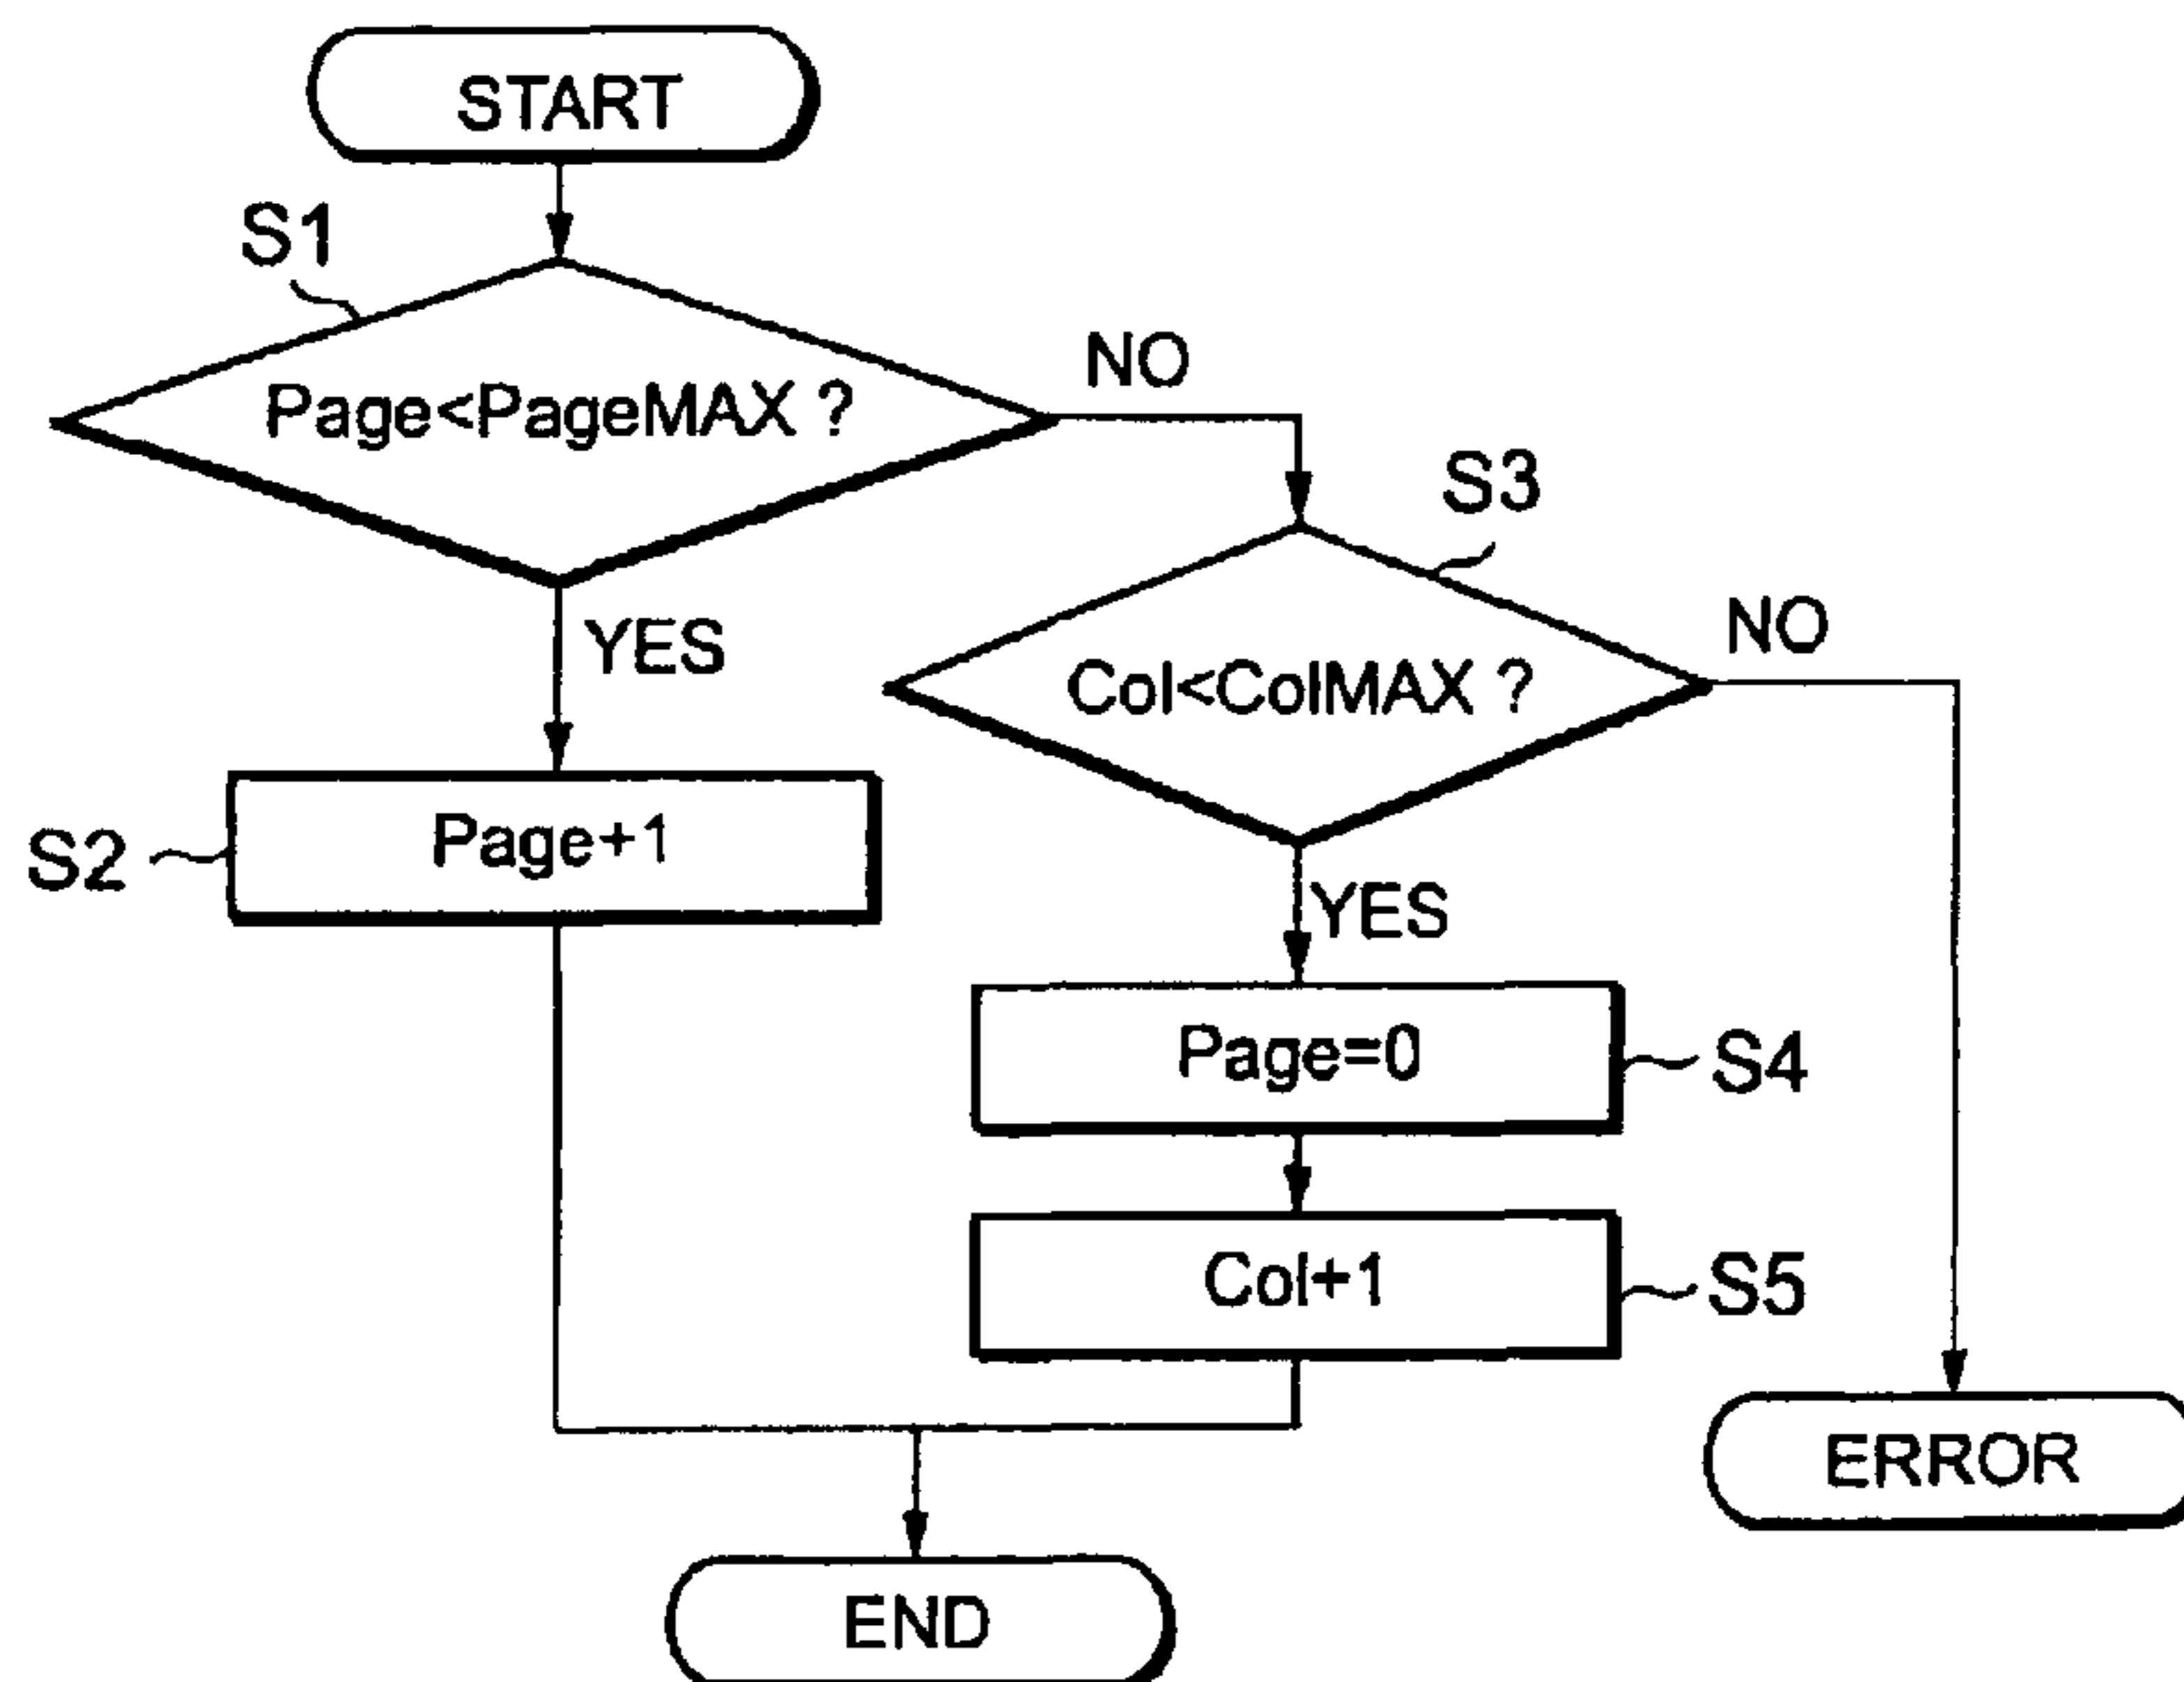 START
S1
Page<PageMAX ?
NO
S3
YES
NO
Col<ColMAX ?
S2
Page+1
YES
Page=0
S4
Col+1
S5
ERROR
END